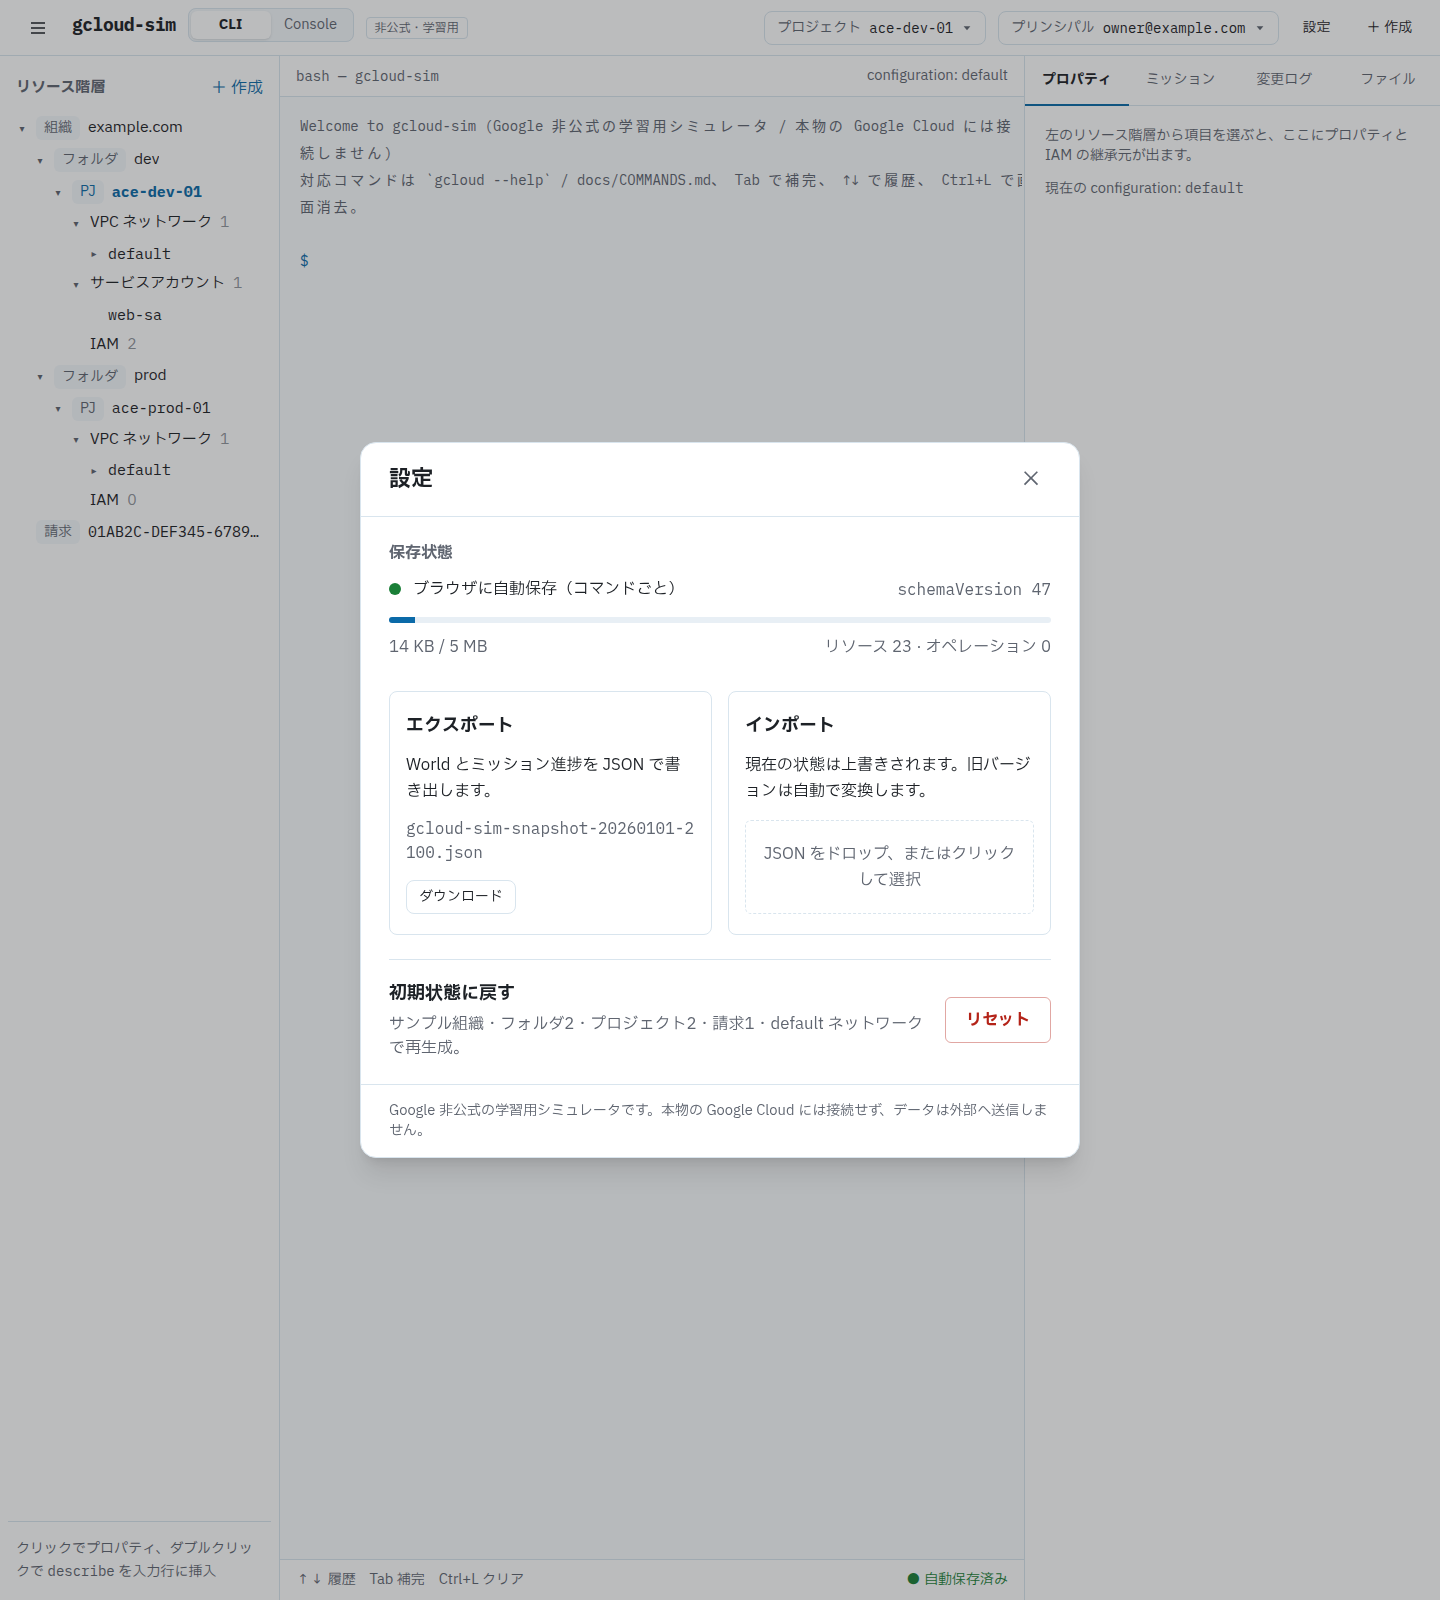 gcloud-sim
CLI
Console
非公式・学習用
プロジェクト ace-dev-01
プリンシパル owner@example.com
設定
＋ 作成
リソース階層
＋ 作成
組織 example.com
フォルダ dev
PJ ace-dev-01
VPC ネットワーク 1
default
サービスアカウント 1
web-sa
IAM 2
フォルダ prod
PJ ace-prod-01
VPC ネットワーク 1
default
IAM 0
請求 01AB2C-DEF345-6789…
クリックでプロパティ、ダブルクリッ
クで describe を入力行に挿入
bash — gcloud-sim
configuration: default
Welcome to gcloud-sim (Google 非公式の学習用シミュレータ / 本物の Google Cloud には接
続しません)
対応コマンドは `gcloud --help` / docs/COMMANDS.md、 Tab で補完、 ↑↓ で履歴、 Ctrl+L で画
面消去。
$
↑↓ 履歴 Tab 補完 Ctrl+L クリア
● 自動保存済み
プロパティ
ミッション
変更ログ
ファイル
左のリソース階層から項目を選ぶと、ここにプロパティと
IAM の継承元が出ます。
現在の configuration: default
設定
保存状態
ブラウザに自動保存（コマンドごと）
schemaVersion 47
14 KB / 5 MB
リソース 23 · オペレーション 0
エクスポート
World とミッション進捗を JSON で書
き出します。
gcloud-sim-snapshot-20260101-2
100.json
ダウンロード
インポート
現在の状態は上書きされます。旧バージ
ョンは自動で変換します。
JSON をドロップ、またはクリック
して選択
初期状態に戻す
サンプル組織・フォルダ2・プロジェクト2・請求1・default ネットワーク
で再生成。
リセット
Google 非公式の学習用シミュレータです。本物の Google Cloud には接続せず、データは外部へ送信しま
せん。